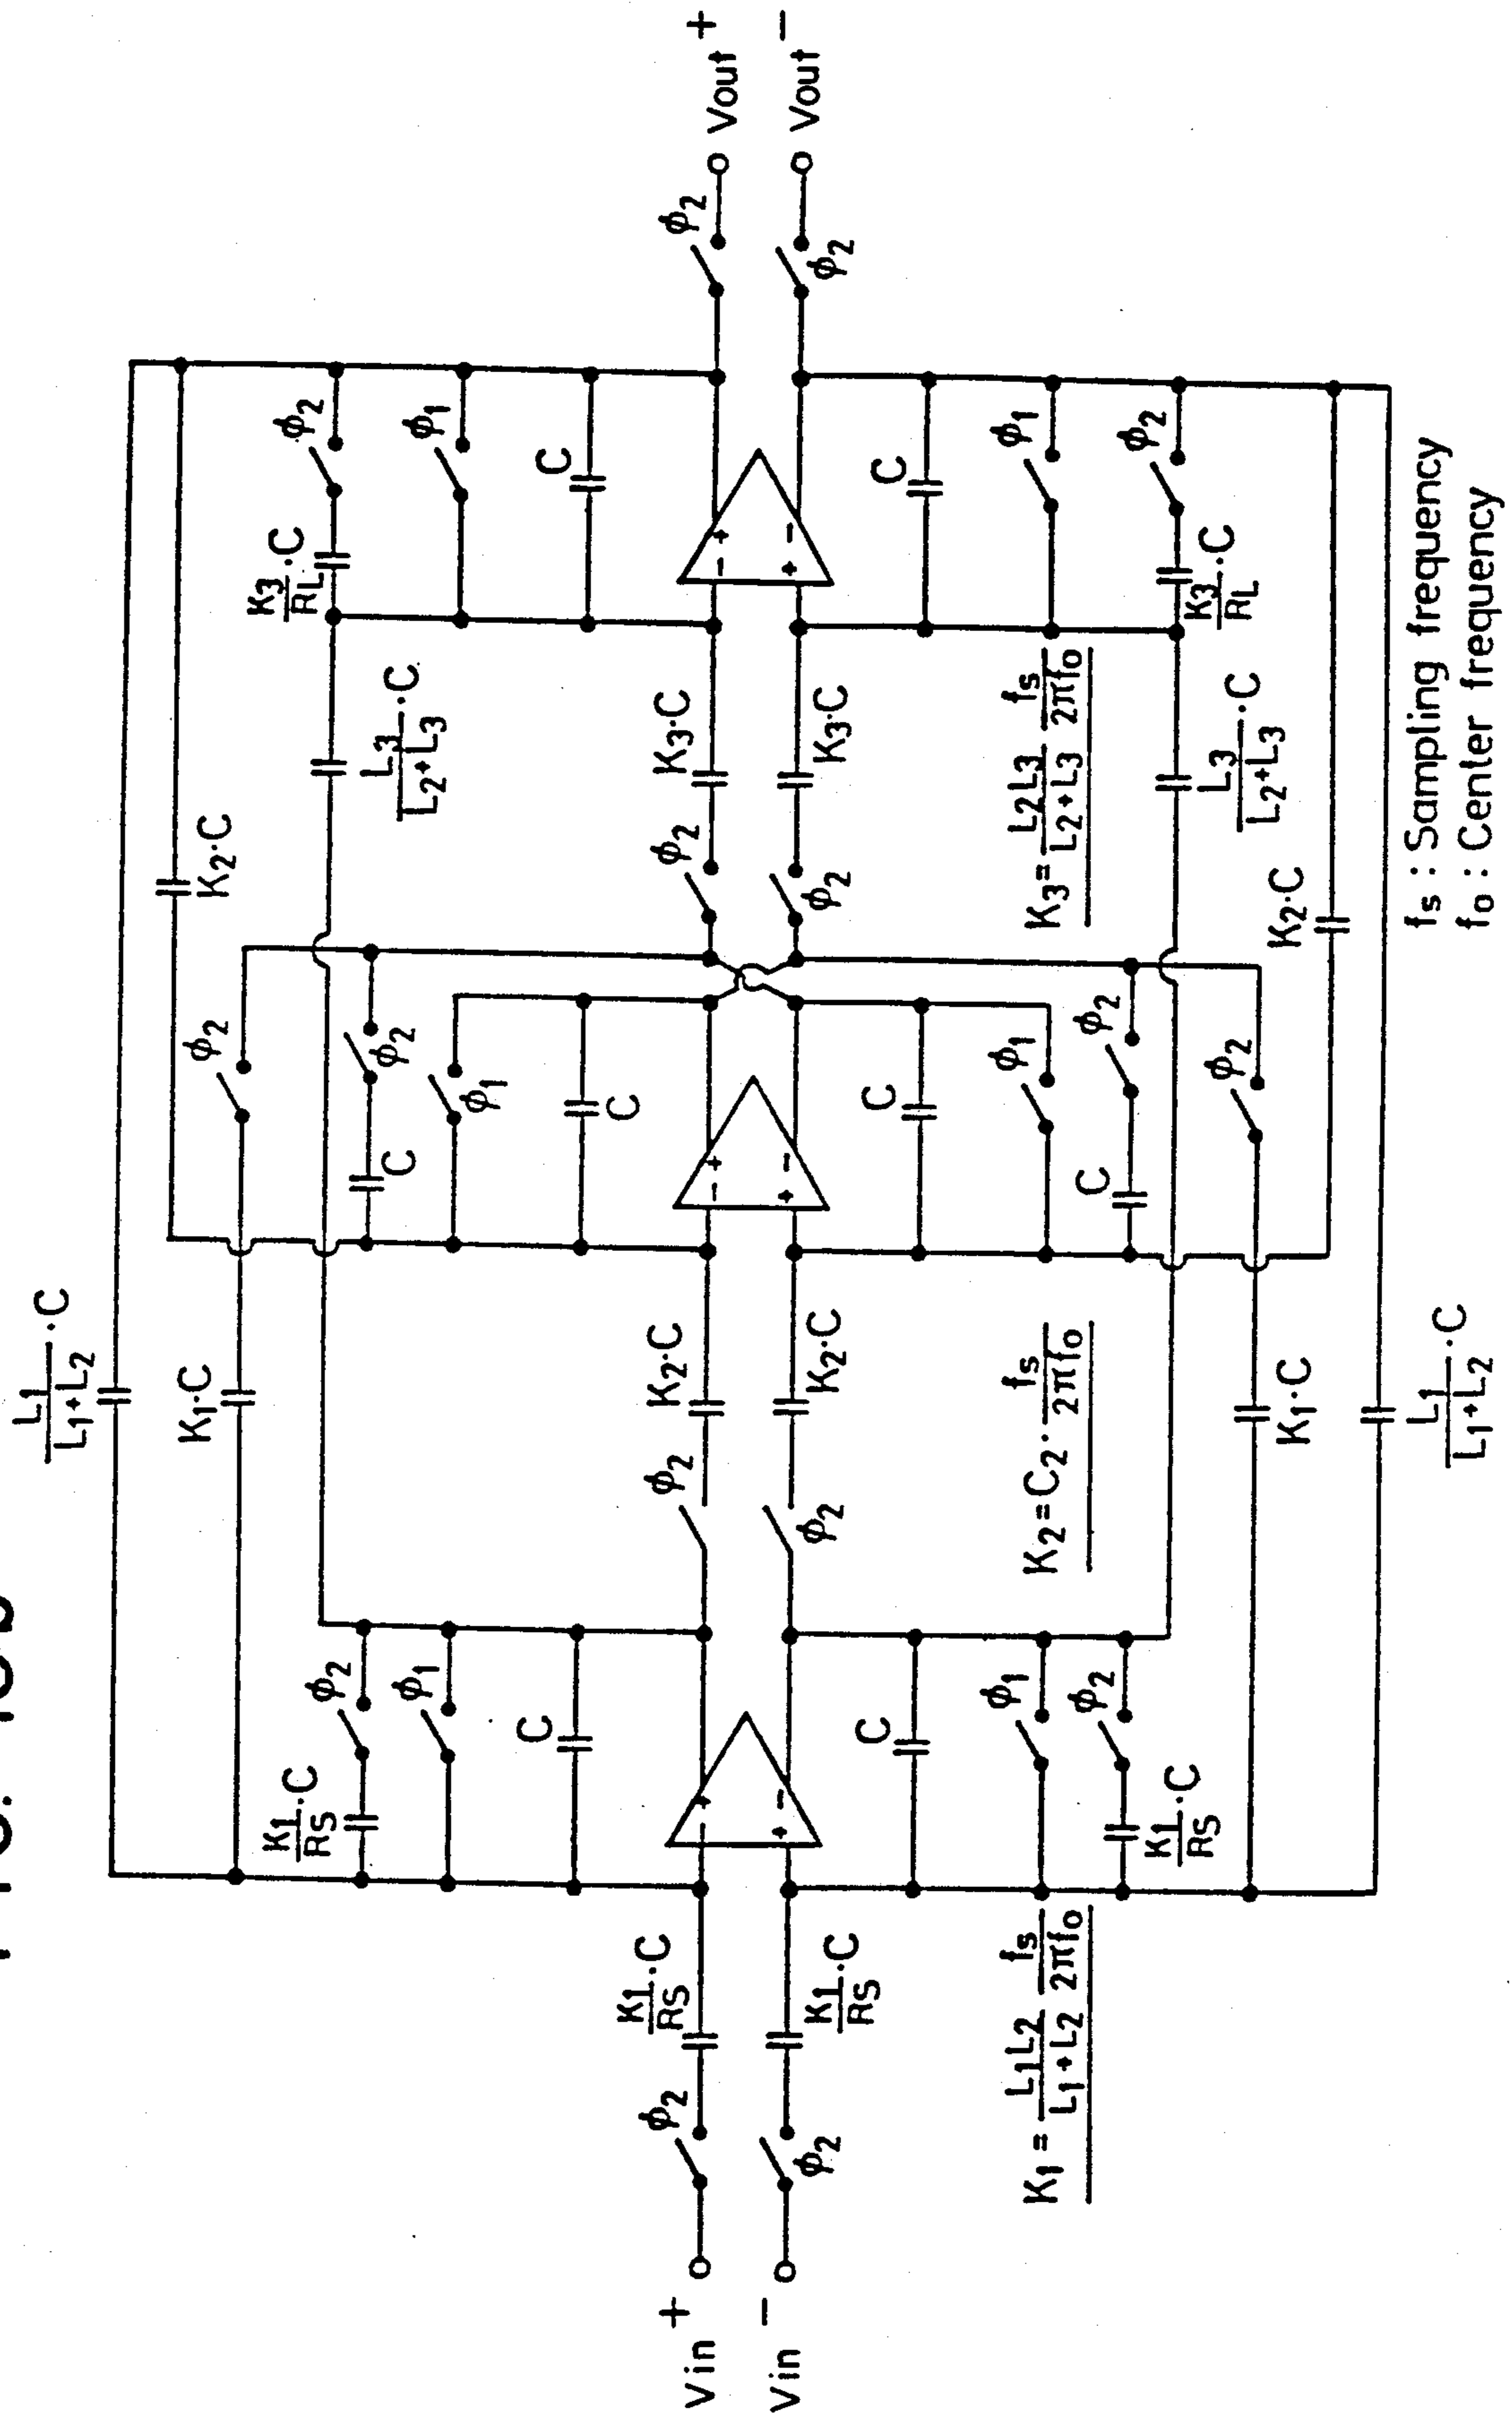 L1
L1+L2 ·C
K1·C
φ2
K2·C
K1
RS ·C
φ2
φ1
C
C
φ2
φ1
C
L3
L2+L3 ·C
K3
RL ·C
φ2
φ1
C
Vin +
φ2
K1
RS ·C
- +
φ2
K2·C
- +
φ2
K3·C
- +
φ2
Vout +
Vin -
φ2
K1
RS ·C
+ -
φ2
K2·C
+ -
φ2
K3·C
+ -
φ2
Vout -
C
φ1
φ2
K1
RS ·C
C
φ1
C
φ2
φ2
C
φ1
φ2
K3
RL ·C
K1 = L1L2 fs
L1+L2 2πfo
K2 = C2 · fs
2πfo
K3 = L2L3 fs
L2+L3 2πfo
L3
L2+L3 ·C
K1·C
K2·C
L1
L1+L2 ·C
fs : Sampling frequency
fo : Center frequency